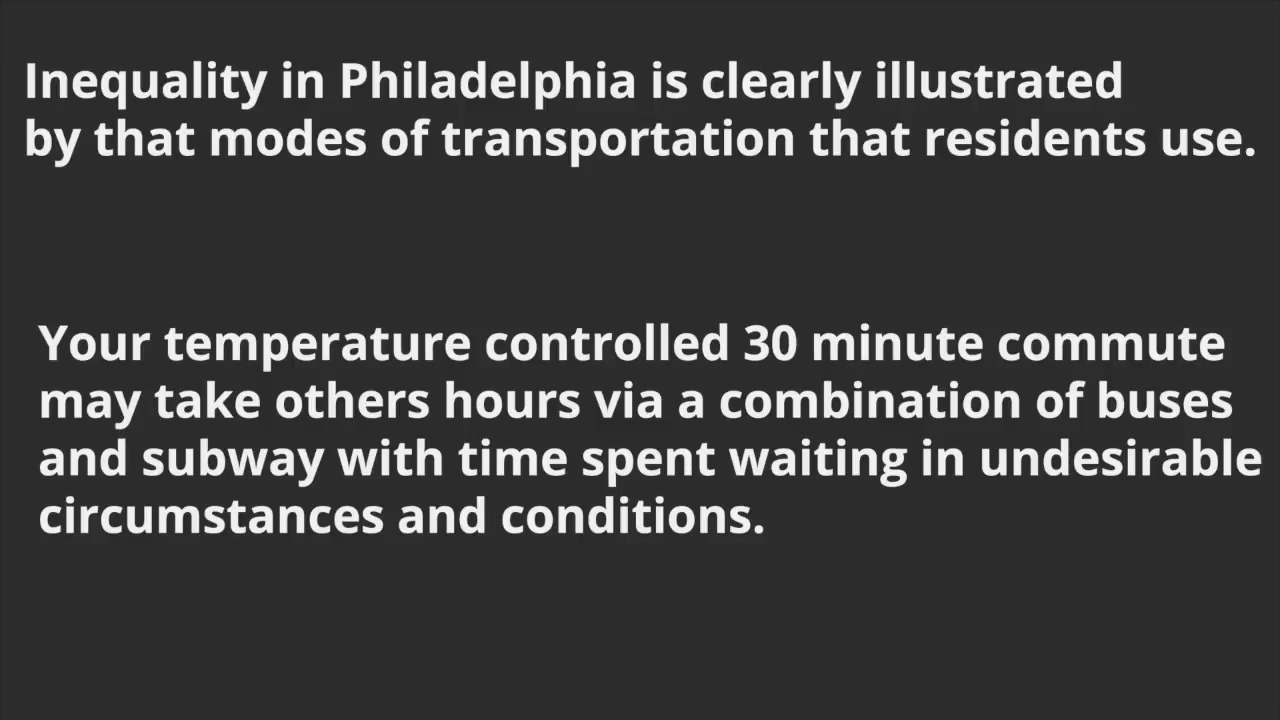 Inequality in Philadelphia is clearly illustrated
by that modes of transportation that residents use.
Your temperature controlled 30 minute commute
may take others hours via a combination of buses
and subway with time spent waiting in undesirable
circumstances and conditions.